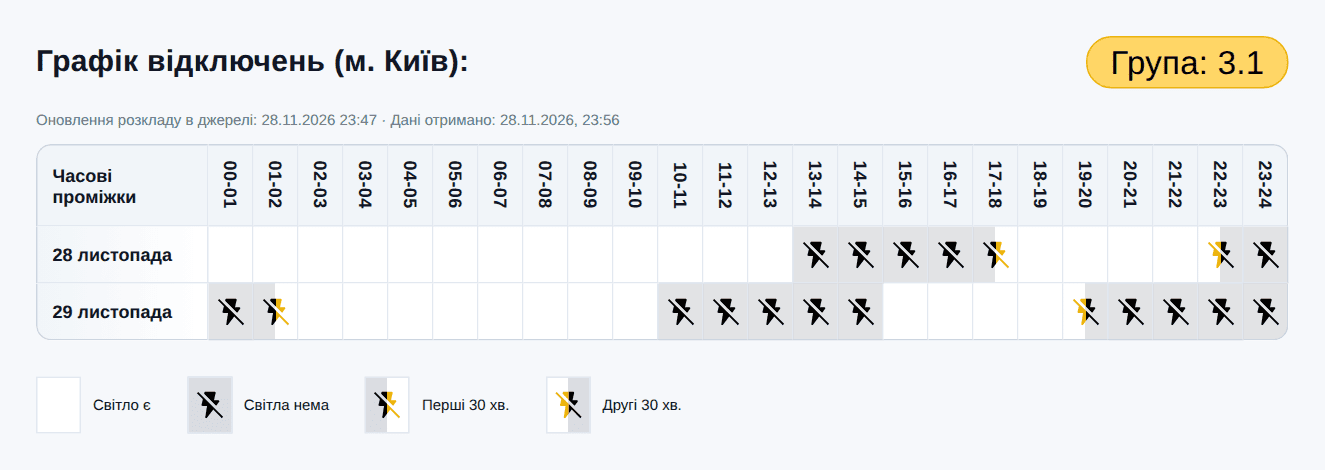 Графік відключень (м. Київ):
Група: 3.1
Оновлення розкладу в джерелі: 28.11.2026 23:47 · Дані отримано: 28.11.2026, 23:56
Часові
проміжки
00-01
01-02
02-03
03-04
04-05
05-06
06-07
07-08
08-09
09-10
10-11
11-12
12-13
13-14
14-15
15-16
16-17
17-18
18-19
19-20
20-21
21-22
22-23
23-24
28 листопада
29 листопада
Світло є
Світла нема
Перші 30 хв.
Другі 30 хв.